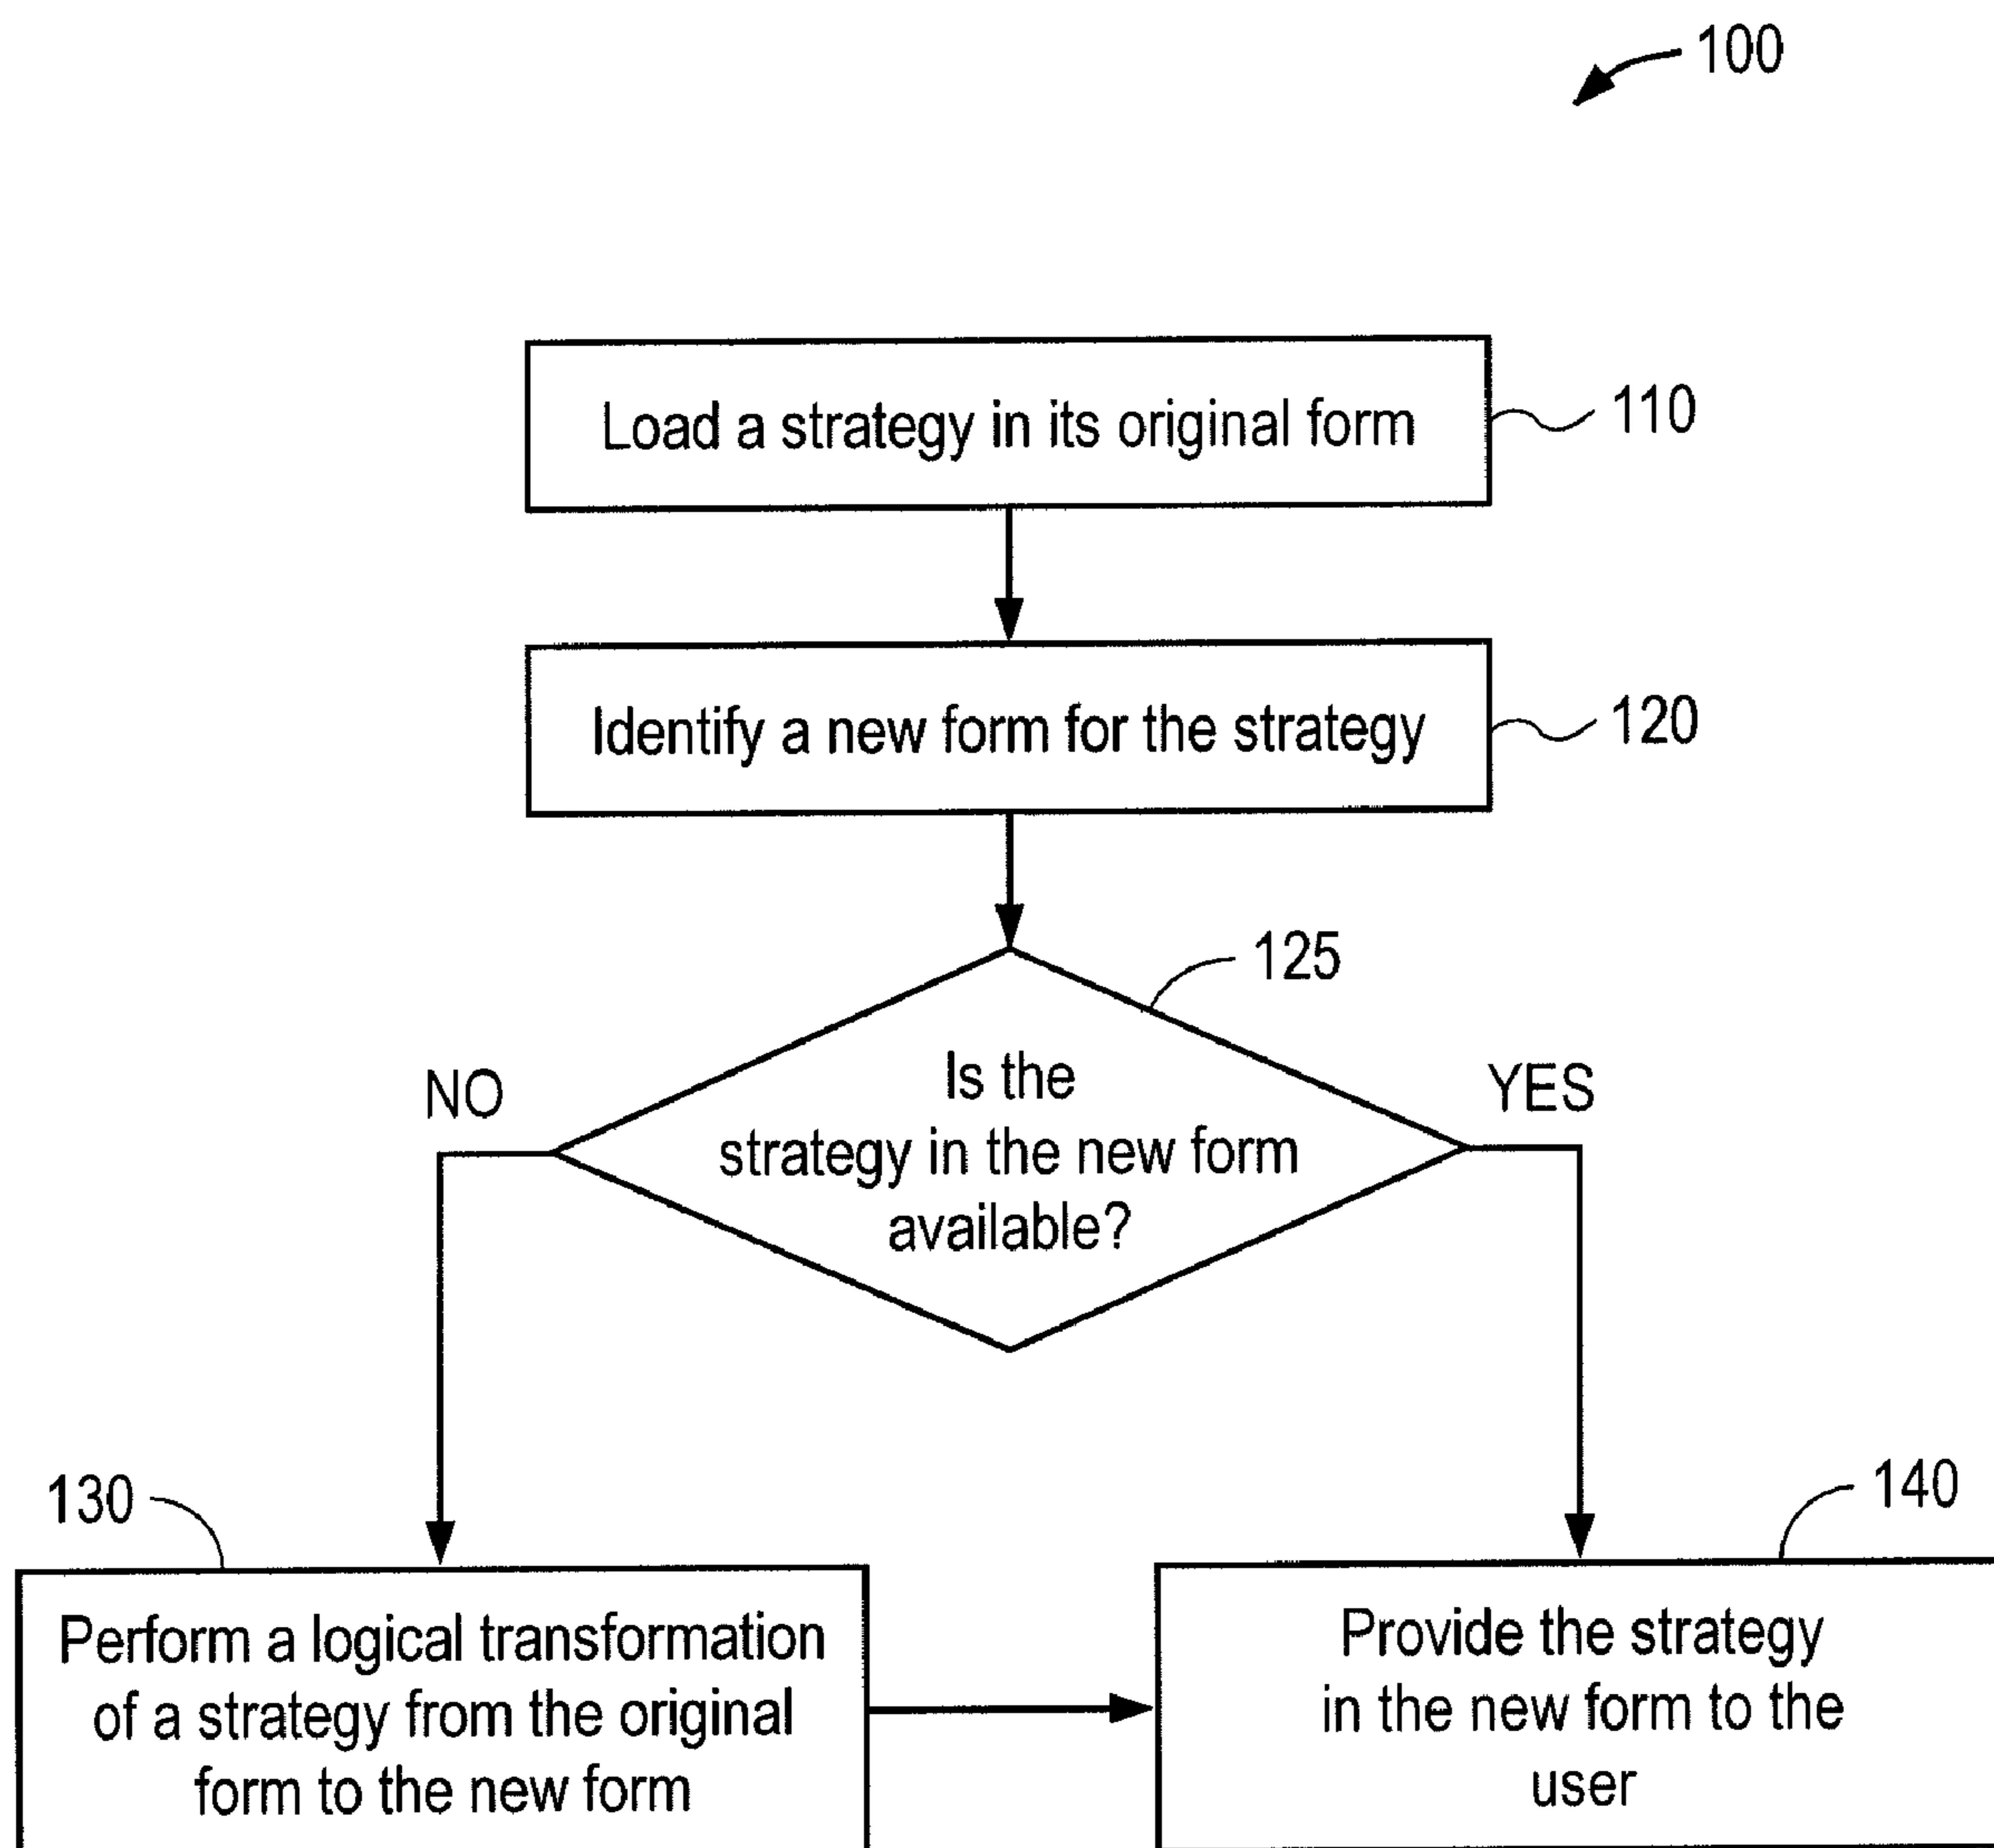 100
Load a strategy in its original form
110
Identify a new form for the strategy
120
125
Is the
strategy in the new form
available?
NO
YES
130
Perform a logical transformation
of a strategy from the original
form to the new form
140
Provide the strategy
in the new form to the
user